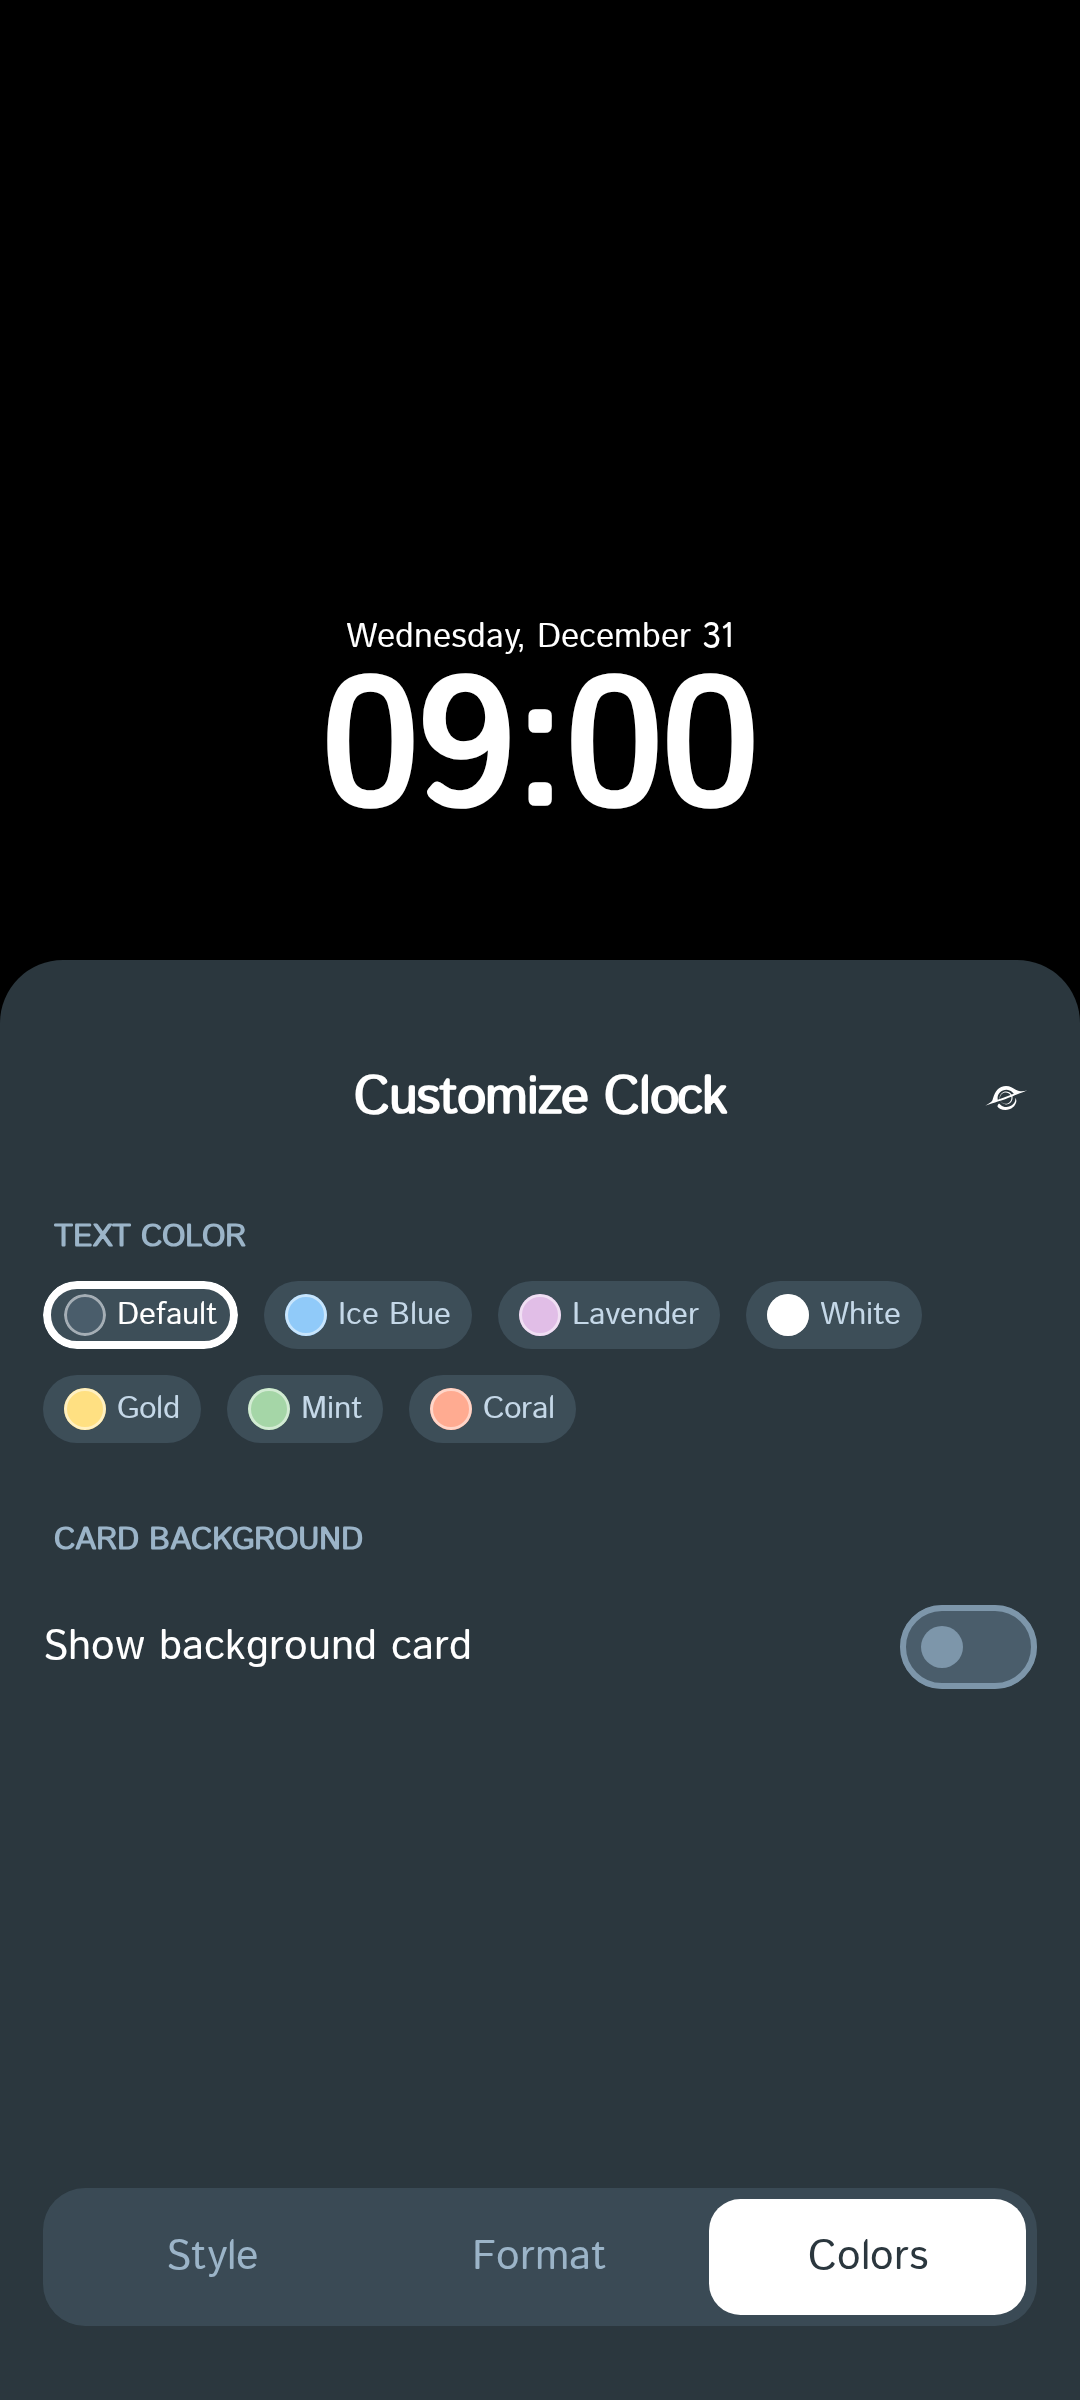 Wednesday, December 31
09:00
Customize Clock
TEXT COLOR
Default Ice Blue Lavender White
Gold Mint Coral
CARD BACKGROUND
Show background card
Style Format Colors